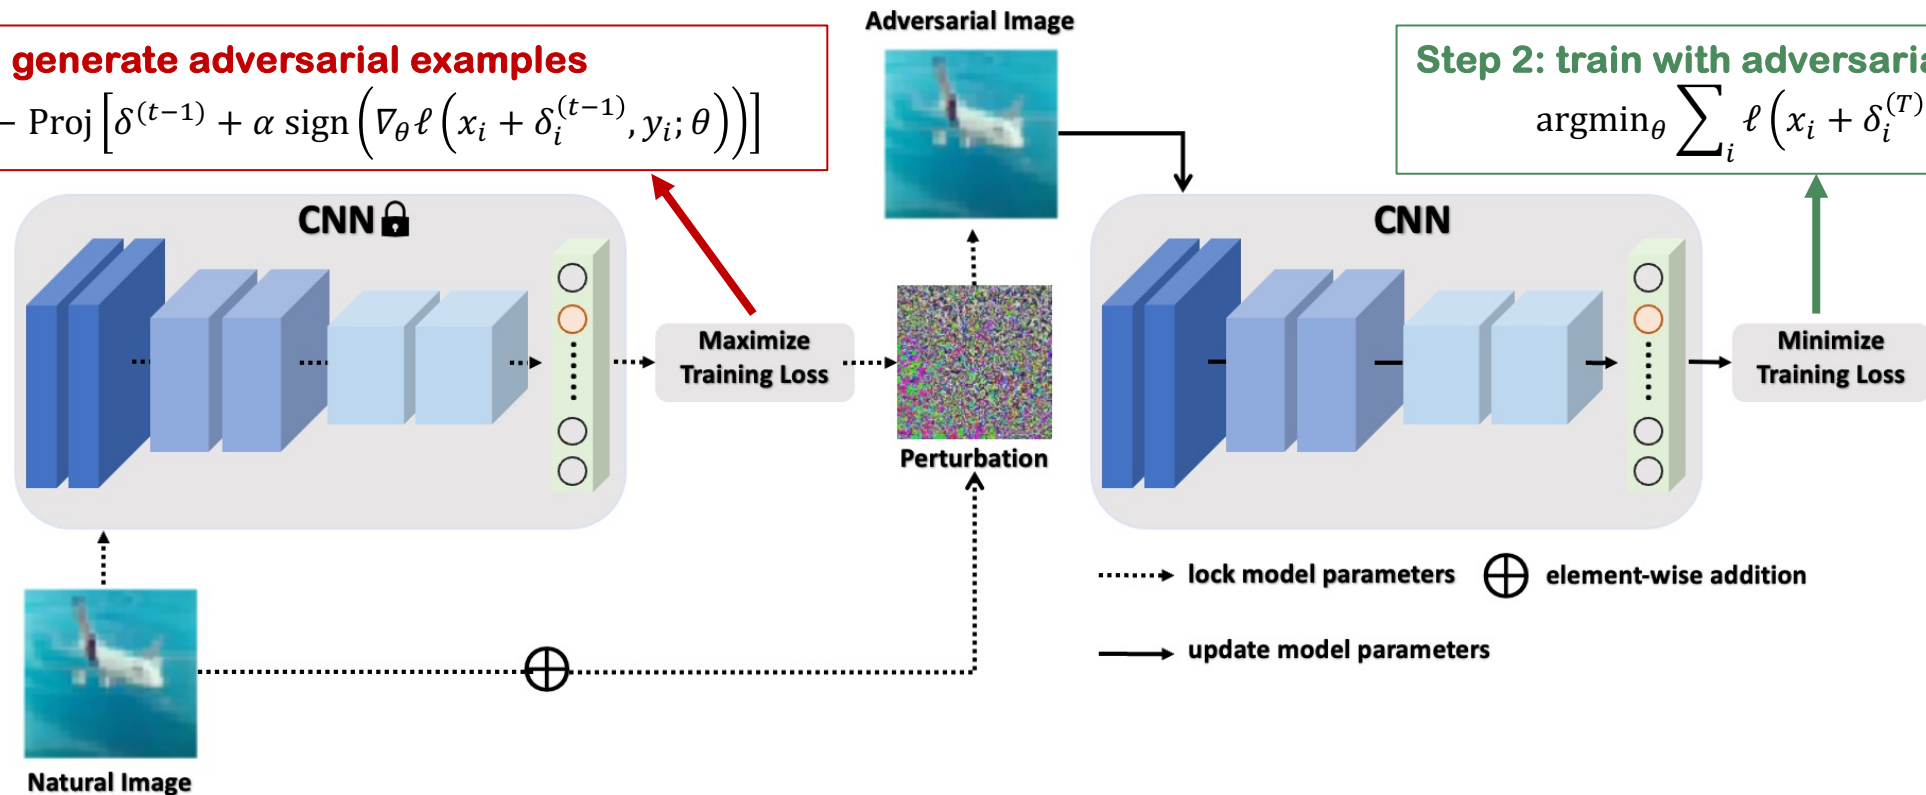 Adversarial Image
generate adversarial examples
− Proj[δ^{(t−1)} + α sign(∇_θ ℓ(x_i + δ_i^{(t−1)}, y_i; θ))]
Step 2: train with adversaria
argmin_θ ∑_i ℓ(x_i + δ_i^{(T)}
CNN
CNN
Maximize
Training Loss
Minimize
Training Loss
Perturbation
lock model parameters
element-wise addition
update model parameters
Natural Image